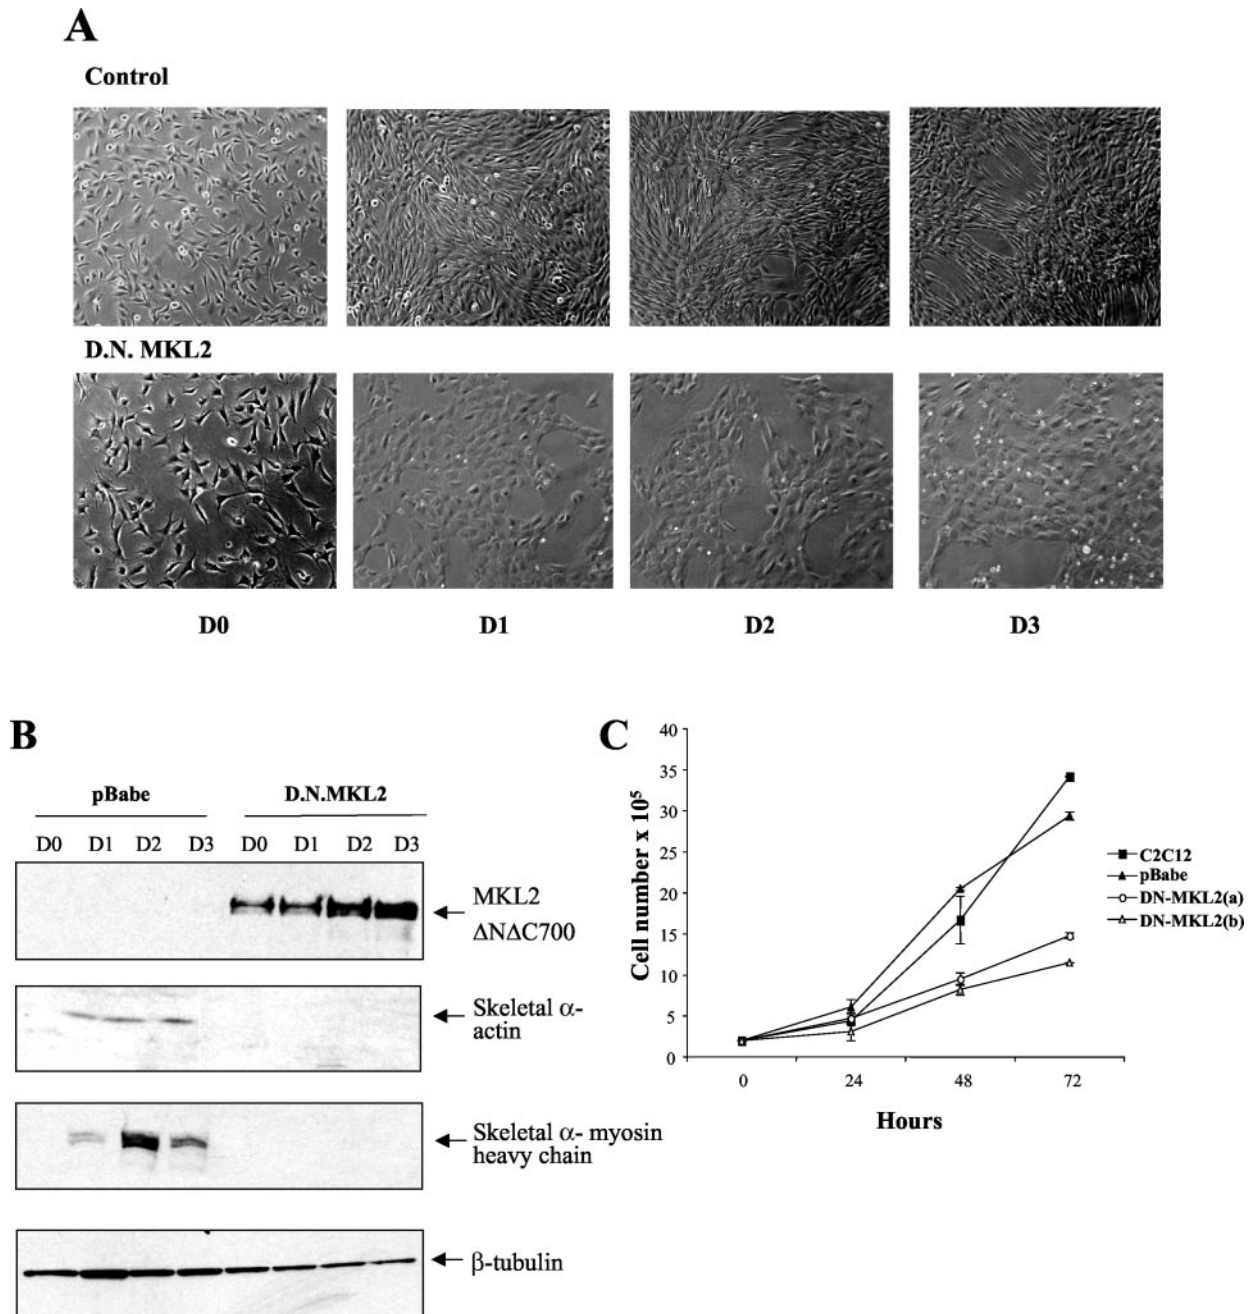 A
Control
D.N. MKL2
D0 D1 D2 D3
B
pBabe D.N.MKL2
D0 D1 D2 D3 D0 D1 D2 D3
MKL2
ΔNΔC700
Skeletal α-
actin
Skeletal α- myosin
heavy chain
β-tubulin
C
Cell number x 10⁵
40
35
30
25
20
15
10
5
0
0 24 48 72
Hours
C2C12
pBabe
DN-MKL2(a)
DN-MKL2(b)